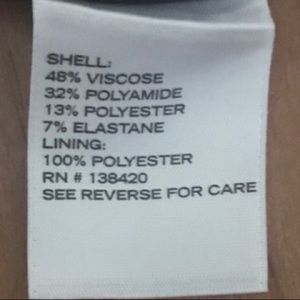 SHELL:
48% VISCOSE
32% POLYAMIDE
13% POLYESTER
7% ELASTANE
LINING:
100% POLYESTER
RN # 138420
SEE REVERSE FOR CARE